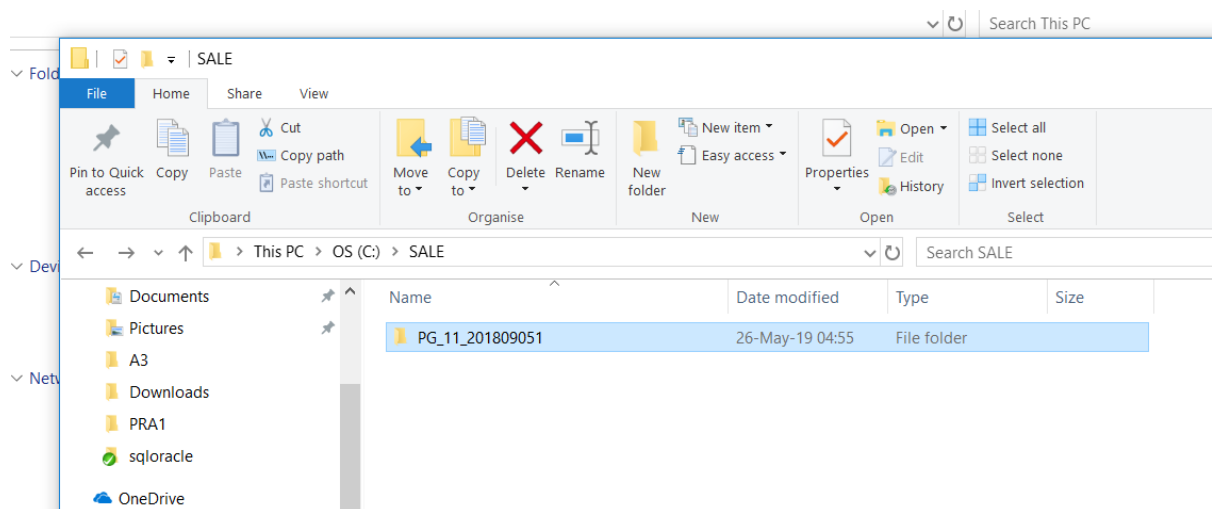 Search This PC
SALE
Fold
File Home Share View
Cut
Copy path
Paste shortcut
Pin to Quick access
Copy
Paste
Clipboard
Move to
Copy to
Delete
Rename
Organise
New folder
New item
Easy access
New
Properties
Open
Edit
History
Open
Select all
Select none
Invert selection
Select
This PC > OS (C:) > SALE
Search SALE
Devi
Netw
Documents
Pictures
A3
Downloads
PRA1
sqloracle
OneDrive
Name Date modified Type Size
PG_11_201809051 26-May-19 04:55 File folder